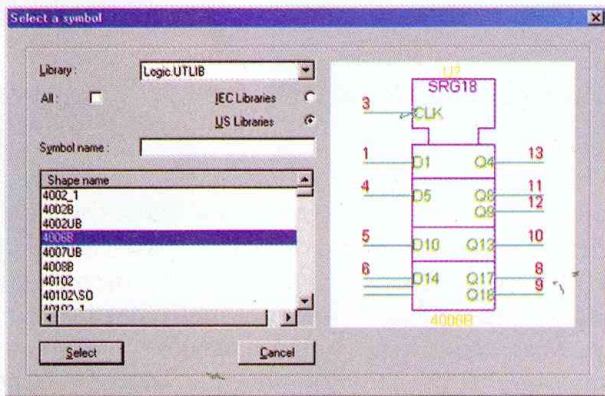 Select a symbol
Library : Logic.UTLIB
All : IEC Libraries
US Libraries
Symbol name :
Shape name
4002_1
4002B
4002UB
4006B
4007UB
4008B
40102
40102\SO
40102_1
Select Cancel
U?
SRG18
3 CLK
1 D1 Q4 13
4 D5 Q8 11
Q9 12
5 D10 Q13 10
6 D14 Q17 8
Q18 9
4006B